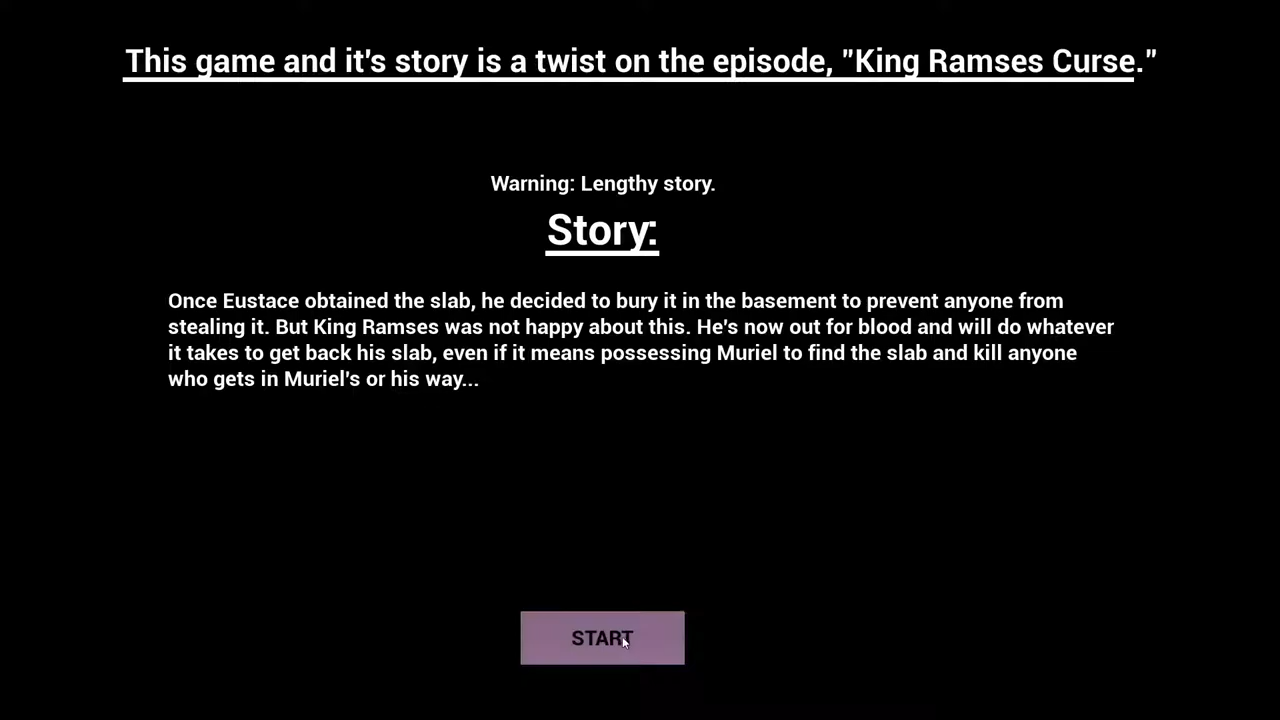 This game and it's story is a twist on the episode, "King Ramses Curse."
Warning: Lengthy story.
Story:
Once Eustace obtained the slab, he decided to bury it in the basement to prevent anyone from
stealing it. But King Ramses was not happy about this. He's now out for blood and will do whatever
it takes to get back his slab, even if it means possessing Muriel to find the slab and kill anyone
who gets in Muriel's or his way...
START